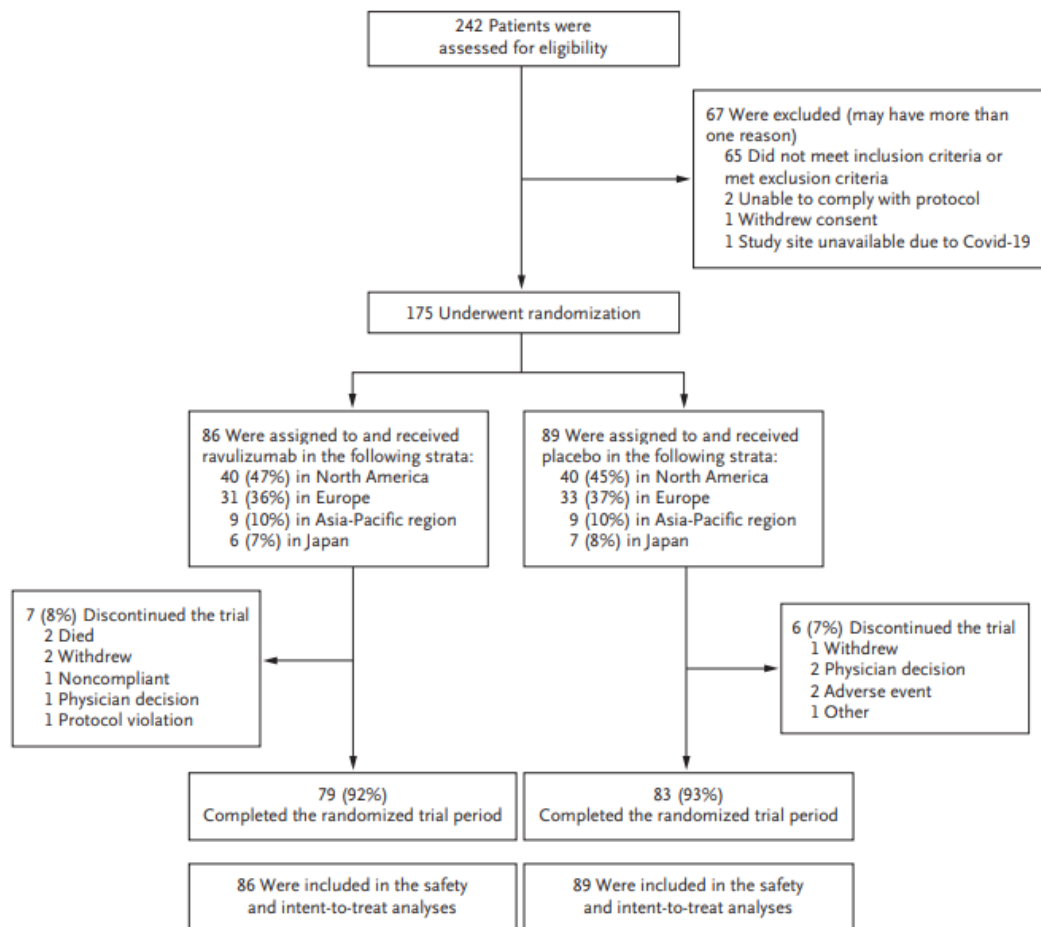 242 Patients were
assessed for eligibility
67 Were excluded (may have more than
one reason)
65 Did not meet inclusion criteria or
met exclusion criteria
2 Unable to comply with protocol
1 Withdrew consent
1 Study site unavailable due to Covid-19
175 Underwent randomization
86 Were assigned to and received
ravulizumab in the following strata:
40 (47%) in North America
31 (36%) in Europe
9 (10%) in Asia-Pacific region
6 (7%) in Japan
89 Were assigned to and received
placebo in the following strata:
40 (45%) in North America
33 (37%) in Europe
9 (10%) in Asia-Pacific region
7 (8%) in Japan
7 (8%) Discontinued the trial
2 Died
2 Withdrew
1 Noncompliant
1 Physician decision
1 Protocol violation
6 (7%) Discontinued the trial
1 Withdrew
2 Physician decision
2 Adverse event
1 Other
79 (92%)
Completed the randomized trial period
83 (93%)
Completed the randomized trial period
86 Were included in the safety
and intent-to-treat analyses
89 Were included in the safety
and intent-to-treat analyses